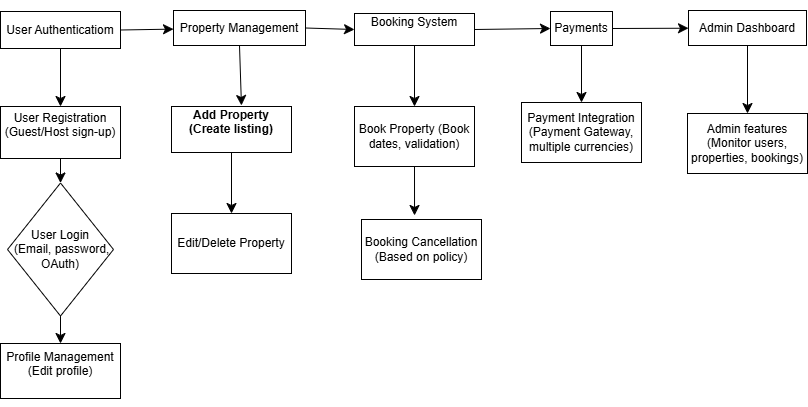 User Authenticatiom
Property Management
Booking System
Payments
Admin Dashboard
User Registration
(Guest/Host sign-up)
Add Property
(Create listing)
Book Property (Book
dates, validation)
Payment Integration
(Payment Gateway,
multiple currencies)
Admin features
(Monitor users,
properties, bookings)
User Login
(Email, password,
OAuth)
Edit/Delete Property
Booking Cancellation
(Based on policy)
Profile Management
(Edit profile)